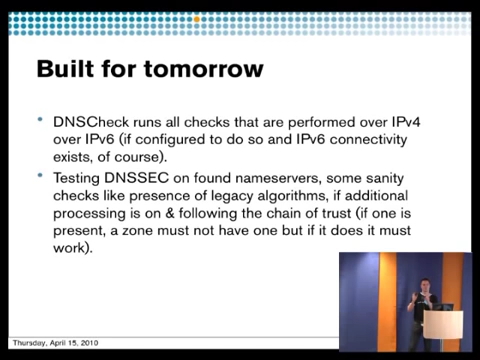 Built for tomorrow
• DNSCheck runs all checks that are performed over IPv4
over IPv6 (if configured to do so and IPv6 connectivity
exists, of course).
• Testing DNSSEC on found nameservers, some sanity
checks like presence of legacy algorithms, if additional
processing is on & following the chain of trust (if one is
present, a zone must not have one but if it does it must
work).
Thursday, April 15, 2010